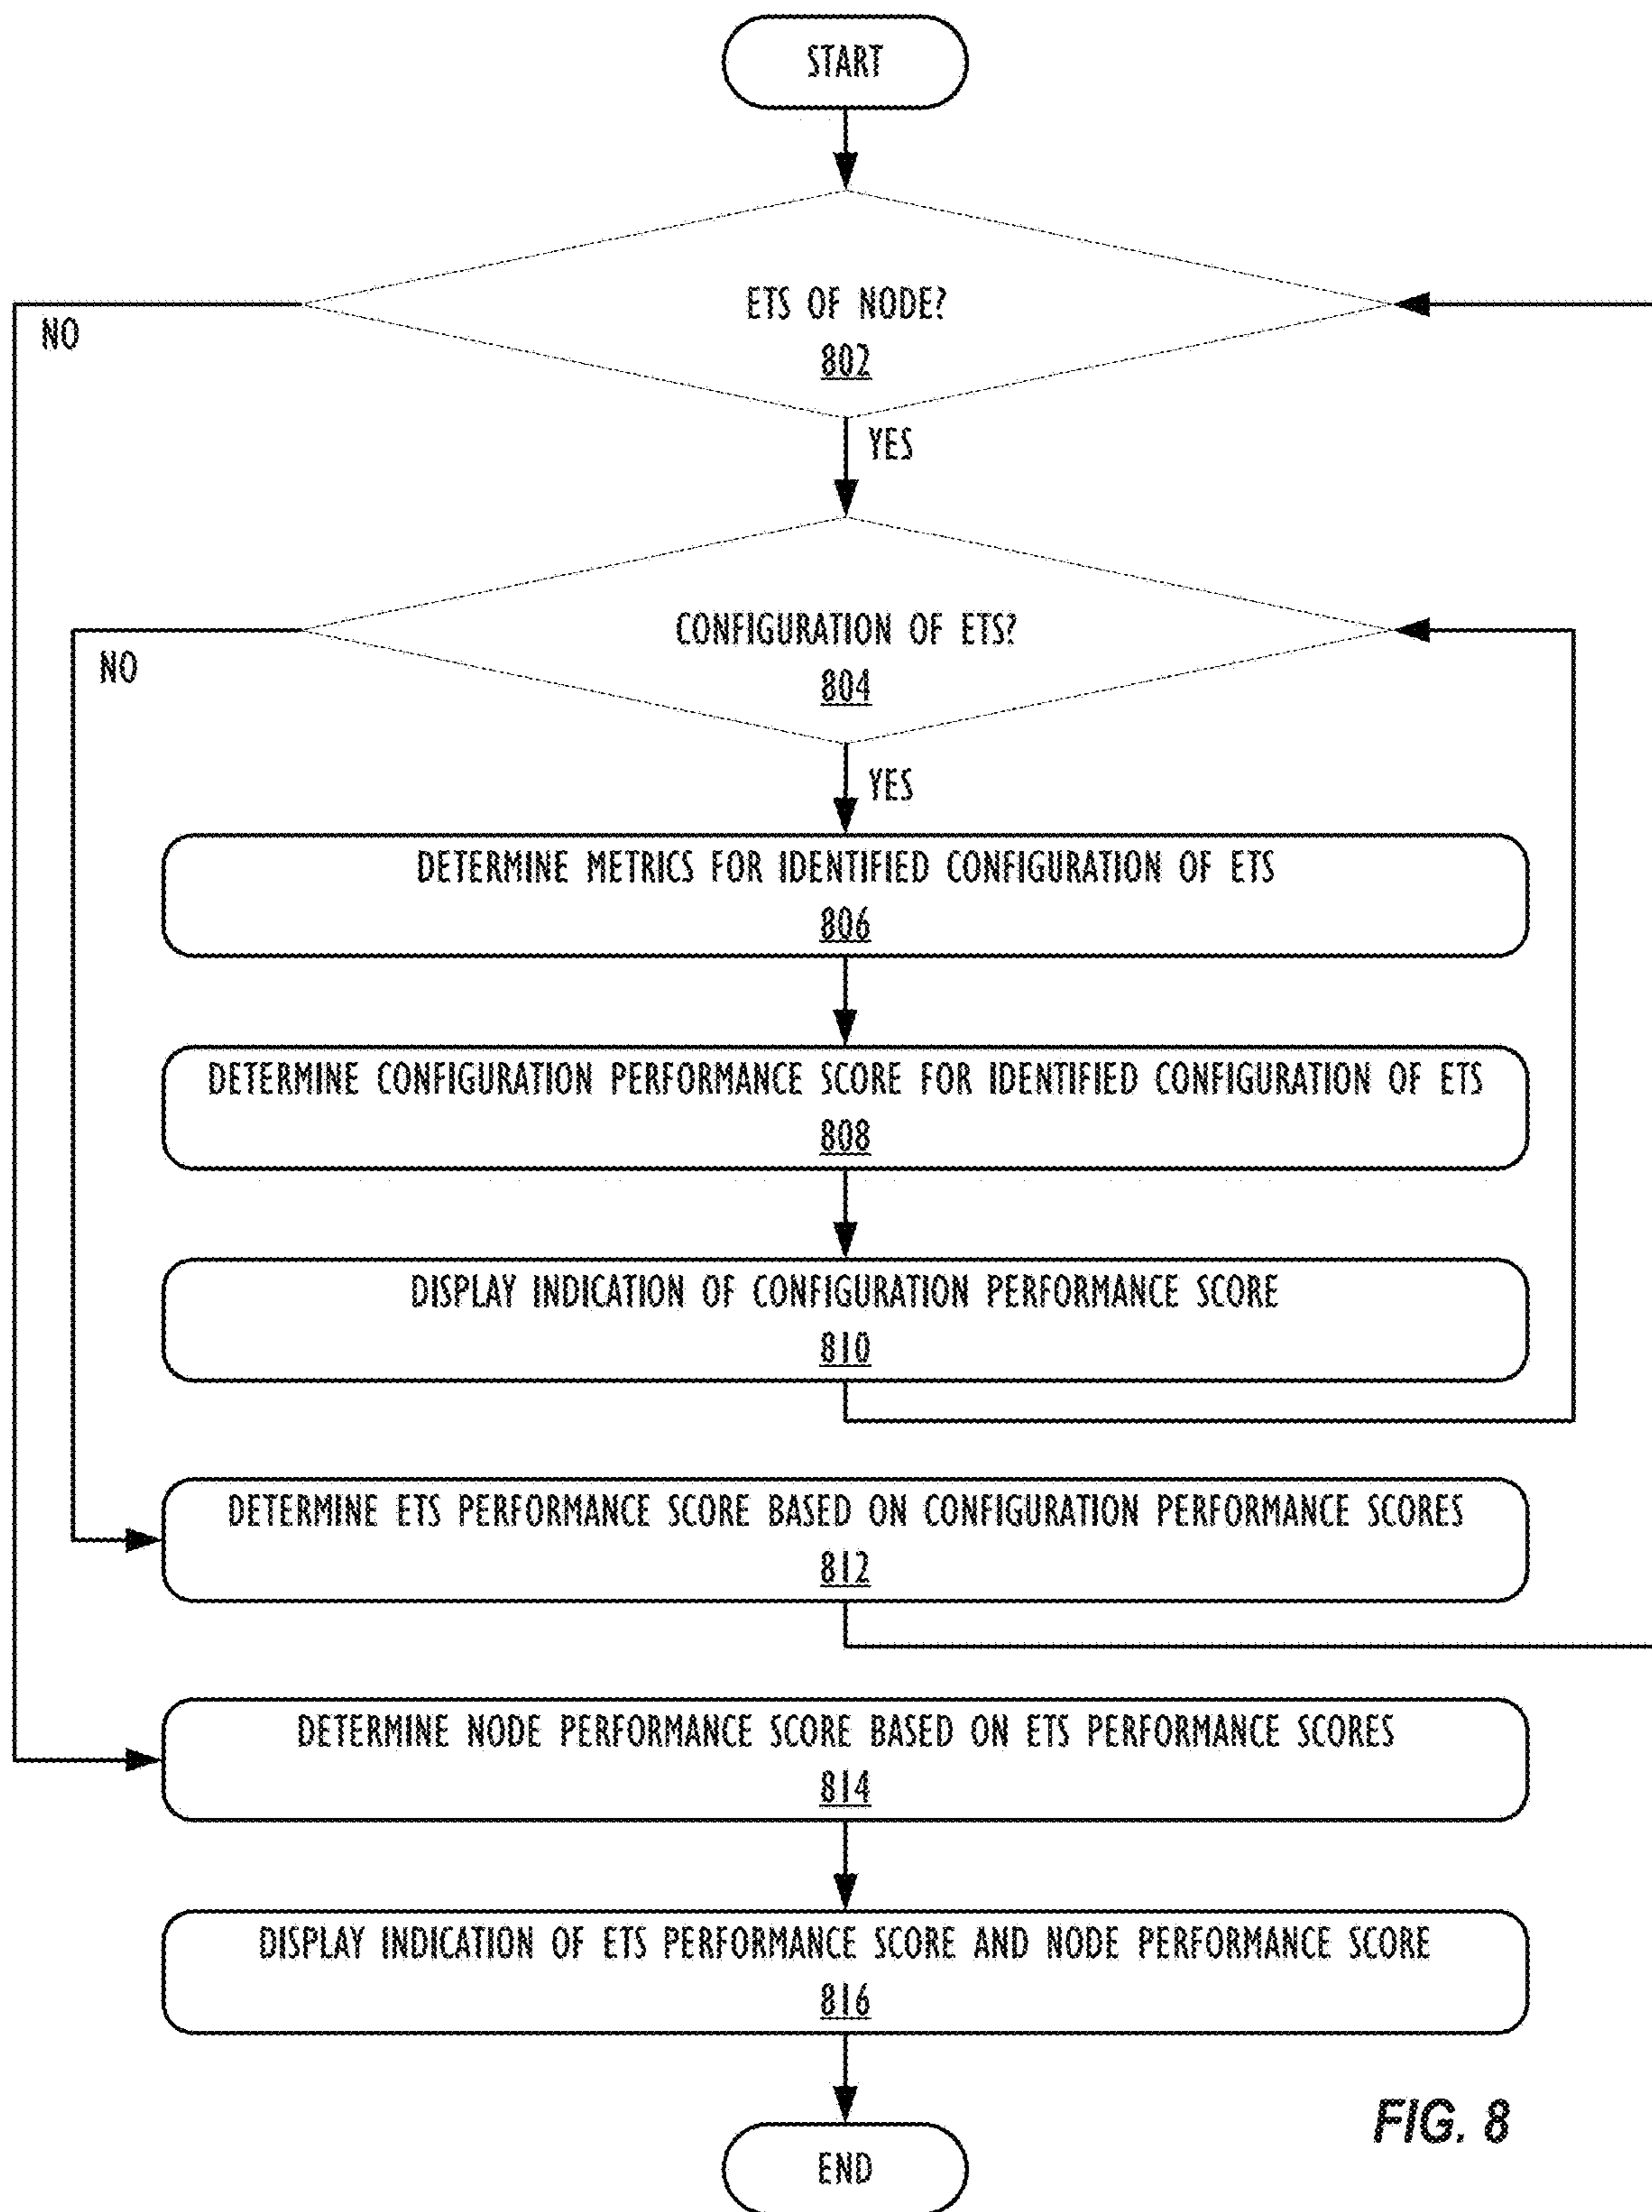 START
ETS OF NODE?
802
NO
YES
CONFIGURATION OF ETS?
804
NO
YES
DETERMINE METRICS FOR IDENTIFIED CONFIGURATION OF ETS
806
DETERMINE CONFIGURATION PERFORMANCE SCORE FOR IDENTIFIED CONFIGURATION OF ETS
808
DISPLAY INDICATION OF CONFIGURATION PERFORMANCE SCORE
810
DETERMINE ETS PERFORMANCE SCORE BASED ON CONFIGURATION PERFORMANCE SCORES
812
DETERMINE NODE PERFORMANCE SCORE BASED ON ETS PERFORMANCE SCORES
814
DISPLAY INDICATION OF ETS PERFORMANCE SCORE AND NODE PERFORMANCE SCORE
816
END
FIG. 8